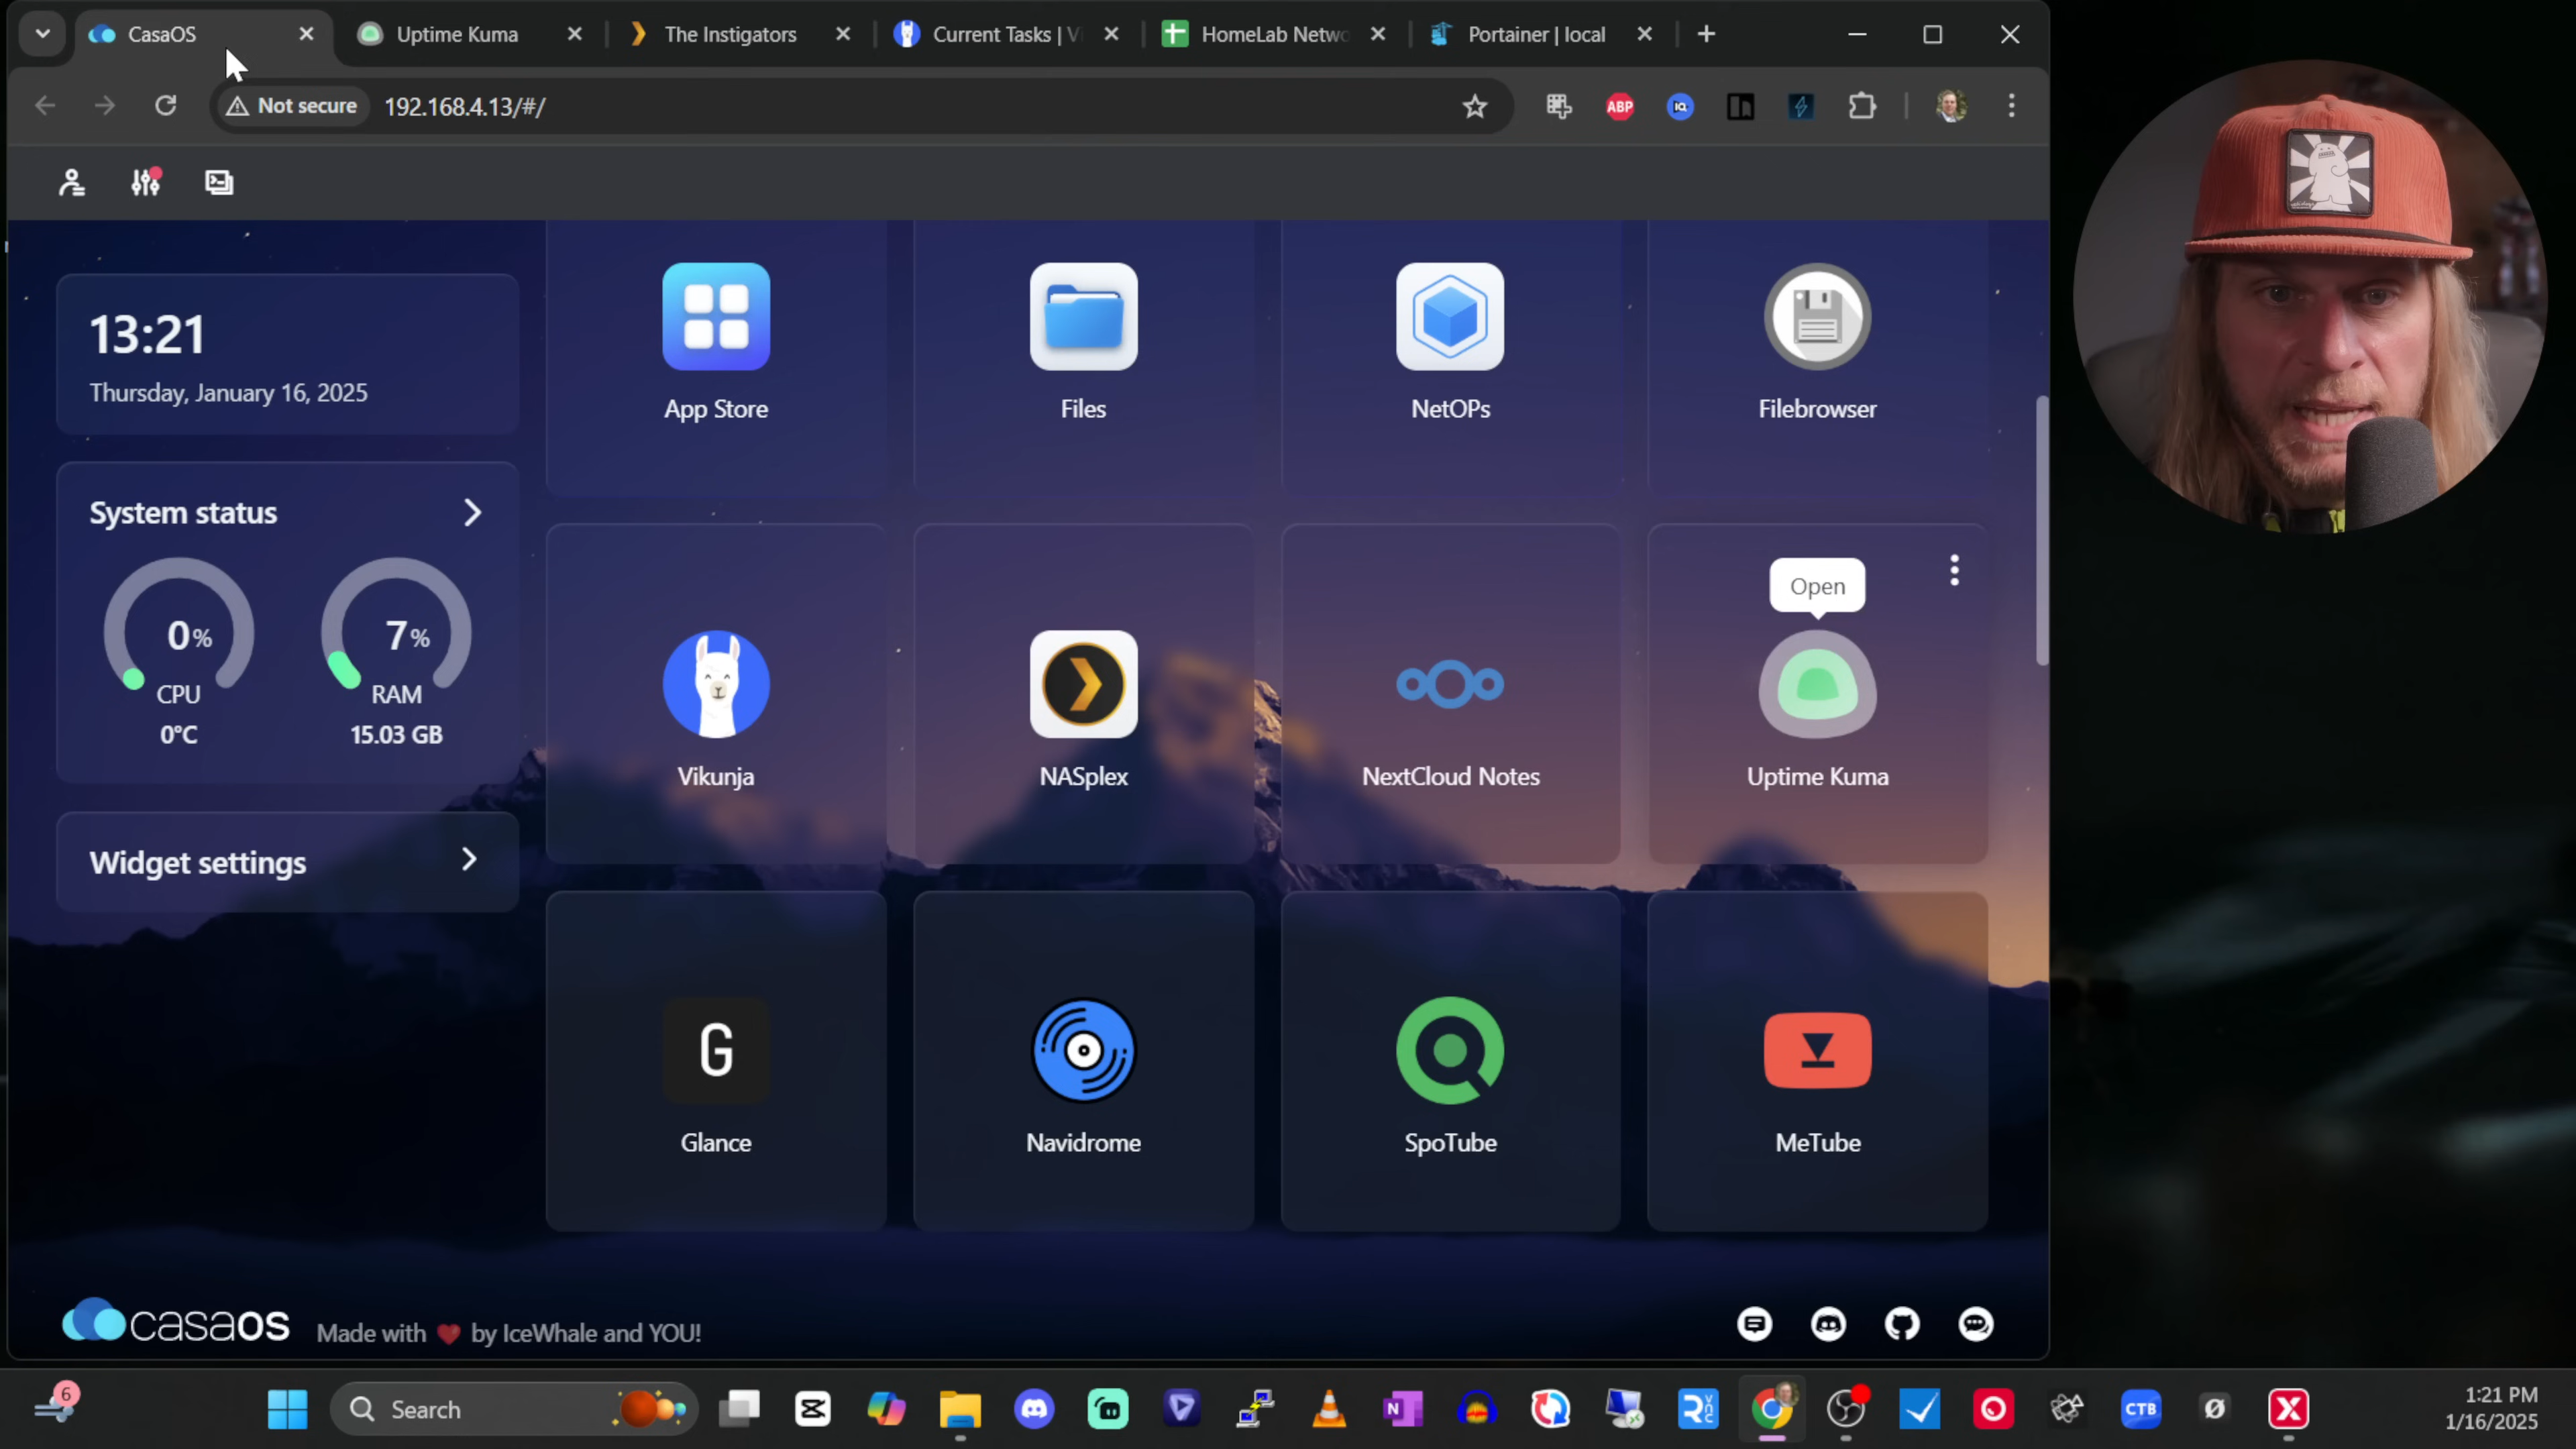 CasaOS
Uptime Kuma
The Instigators
Current Tasks | Vi
HomeLab Netwo
Portainer | local
Not secure
192.168.4.13/#/
ABP
IQ
13:21
Thursday, January 16, 2025
System status
0%
CPU
0°C
7%
RAM
15.03 GB
Widget settings
App Store
Files
NetOPs
Filebrowser
Vikunja
NASplex
NextCloud Notes
Open
Uptime Kuma
G
Glance
Navidrome
SpoTube
MeTube
casaOS
Made with ❤ by IceWhale and YOU!
6
Search
N
CTB
1:21 PM
1/16/2025